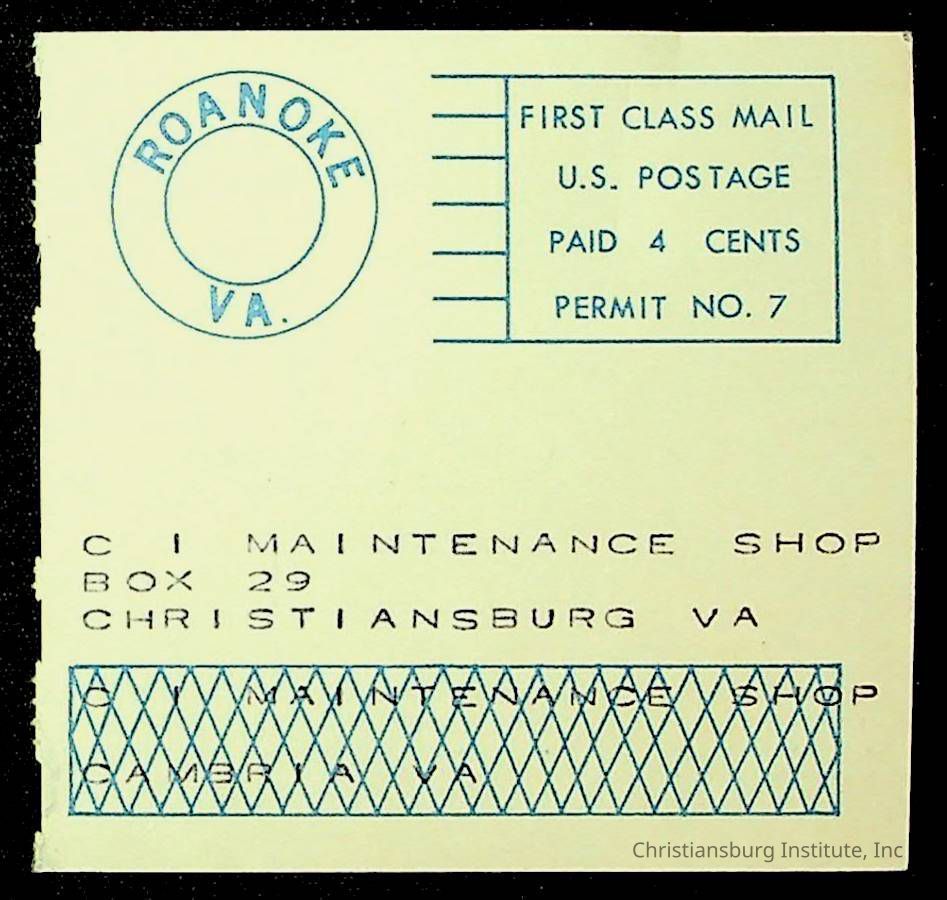 ROANOKE
VA.
FIRST CLASS MAIL
U.S. POSTAGE
PAID 4 CENTS
PERMIT NO. 7
C I MAINTENANCE SHOP
BOX 29
CHRISTIANSBURG VA
C I MAINTENANCE SHOP
CAMBRIA VA
Christiansburg Institute, Inc